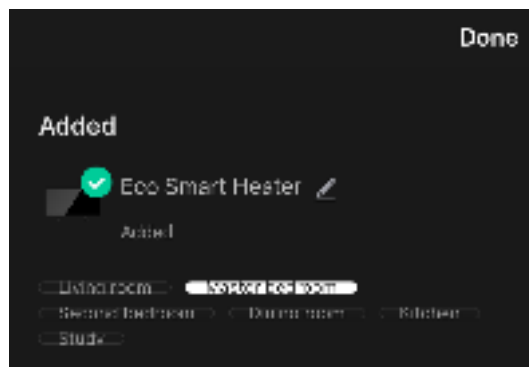 Done
Added
Eco Smart Heater
Added
Living room Master bedroom
Second bedroom Dining room Kitchen
Study